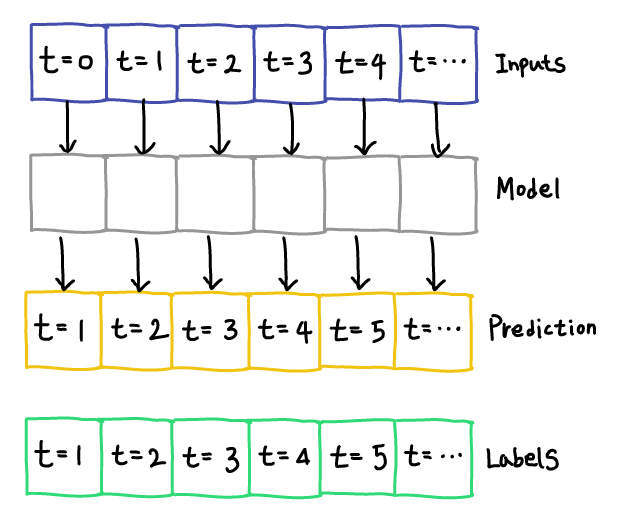 t=0 t=1 t=2 t=3 t=4 t=... Inputs
Model
t=1 t=2 t=3 t=4 t=5 t=... Prediction
t=1 t=2 t=3 t=4 t=5 t=... Labels